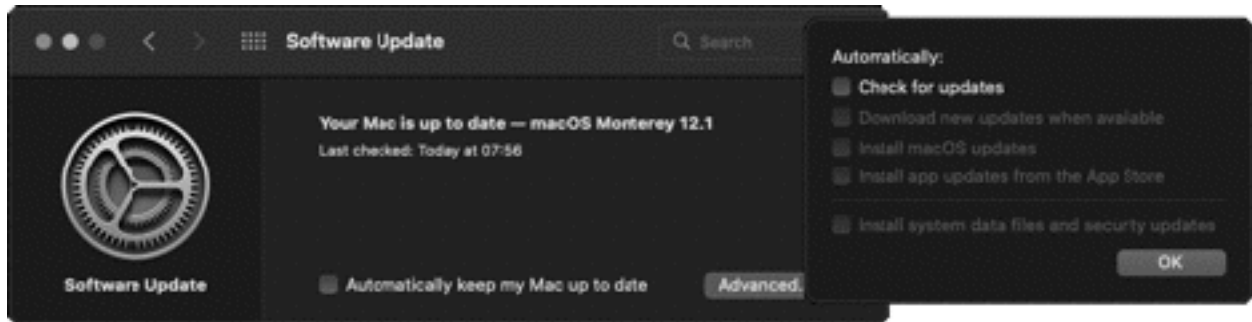 Software Update
Search
Your Mac is up to date — macOS Monterey 12.1
Last checked: Today at 07:56
Software Update
Automatically keep my Mac up to date
Advanced.
Automatically:
Check for updates
Download new updates when available
Install macOS updates
Install app updates from the App Store
Install system data files and security updates
OK